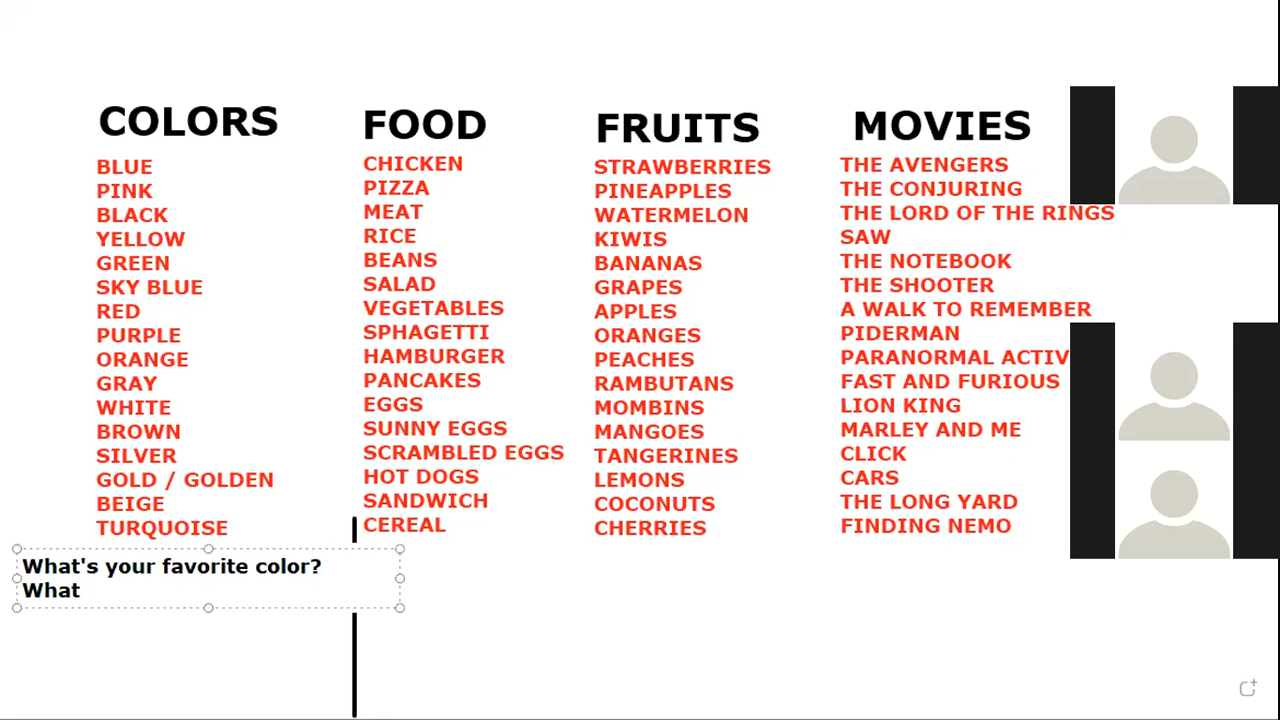 COLORS
BLUE
PINK
BLACK
YELLOW
GREEN
SKY BLUE
RED
PURPLE
ORANGE
GRAY
WHITE
BROWN
SILVER
GOLD / GOLDEN
BEIGE
TURQUOISE
FOOD
CHICKEN
PIZZA
MEAT
RICE
BEANS
SALAD
VEGETABLES
SPHAGETTI
HAMBURGER
PANCAKES
EGGS
SUNNY EGGS
SCRAMBLED EGGS
HOT DOGS
SANDWICH
CEREAL
FRUITS
STRAWBERRIES
PINEAPPLES
WATERMELON
KIWIS
BANANAS
GRAPES
APPLES
ORANGES
PEACHES
RAMBUTANS
MOMBINS
MANGOES
TANGERINES
LEMONS
COCONUTS
CHERRIES
MOVIES
THE AVENGERS
THE CONJURING
THE LORD OF THE RINGS
SAW
THE NOTEBOOK
THE SHOOTER
A WALK TO REMEMBER
PIDERMAN
PARANORMAL ACTIV
FAST AND FURIOUS
LION KING
MARLEY AND ME
CLICK
CARS
THE LONG YARD
FINDING NEMO
What's your favorite color?
What